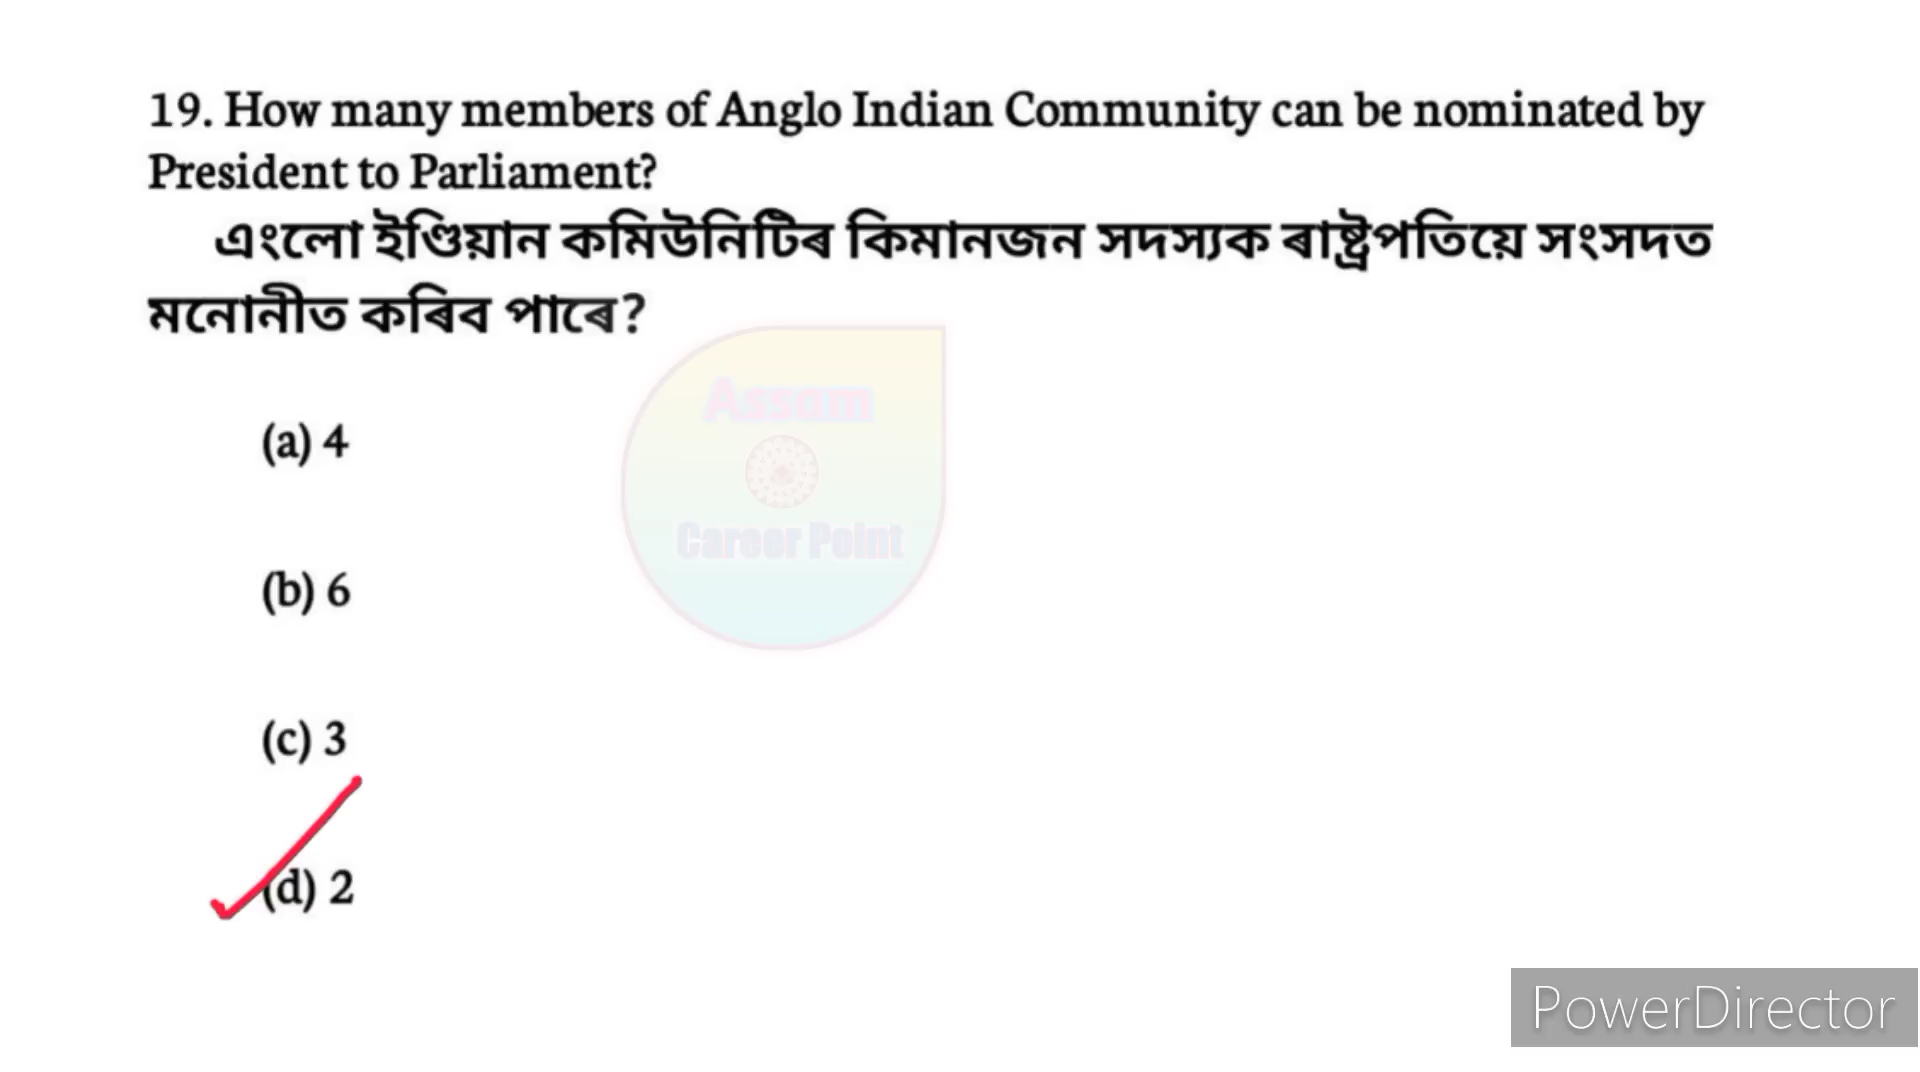 19. How many members of Anglo Indian Community can be nominated by
President to Parliament?
এংলো ইণ্ডিয়ান কমিউনিটিৰ কিমানজন সদস্যক ৰাষ্ট্ৰপতিয়ে সংসদত
মনোনীত কৰিব পাৰে?
Assam
Career Point
(a) 4
(b) 6
(c) 3
(d) 2
PowerDirector